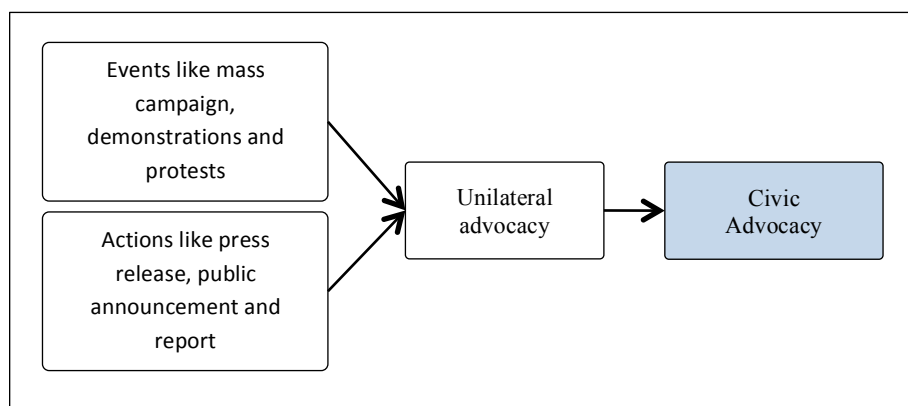 Events like mass
campaign,
demonstrations and
protests
Actions like press
release, public
announcement and
report
Unilateral
advocacy
Civic
Advocacy